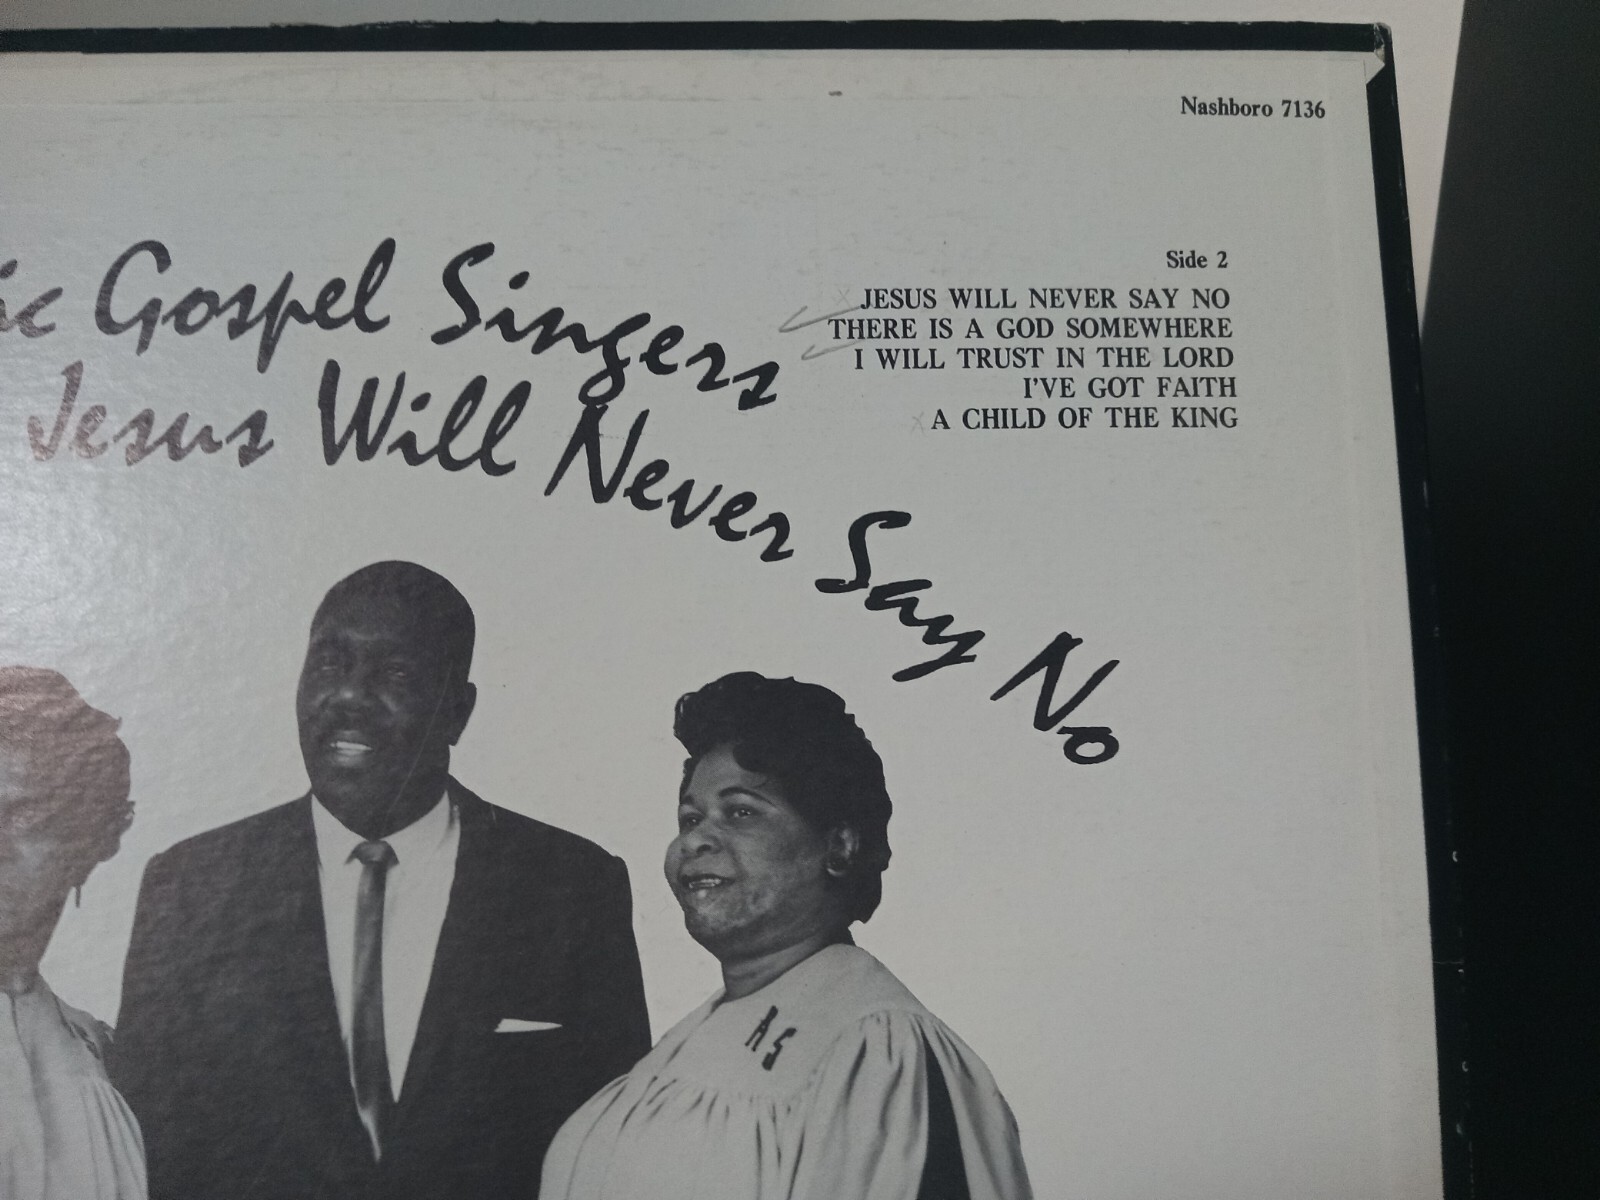 Nashboro 7136
ic Gospel Singers
Jesus Will Never Say No
Side 2
JESUS WILL NEVER SAY NO
THERE IS A GOD SOMEWHERE
I WILL TRUST IN THE LORD
I'VE GOT FAITH
A CHILD OF THE KING
AS